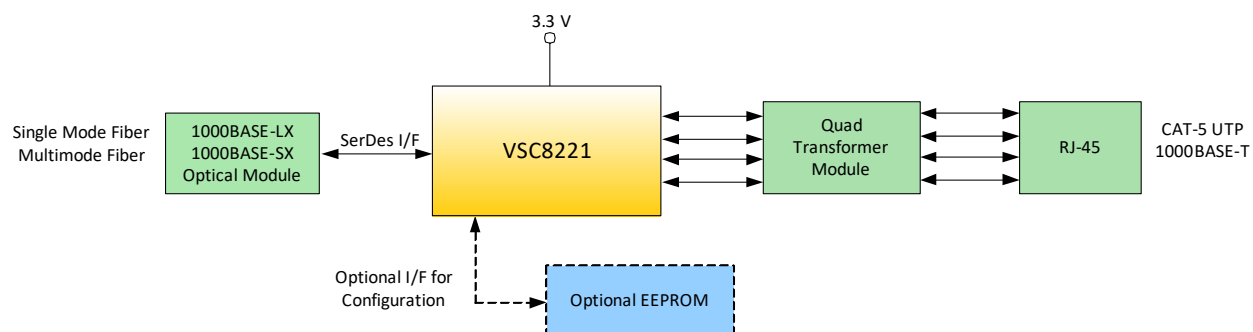 3.3 V
Single Mode Fiber
Multimode Fiber
1000BASE-LX
1000BASE-SX
Optical Module
SerDes I/F
VSC8221
Quad
Transformer
Module
RJ-45
CAT-5 UTP
1000BASE-T
Optional I/F for
Configuration
Optional EEPROM